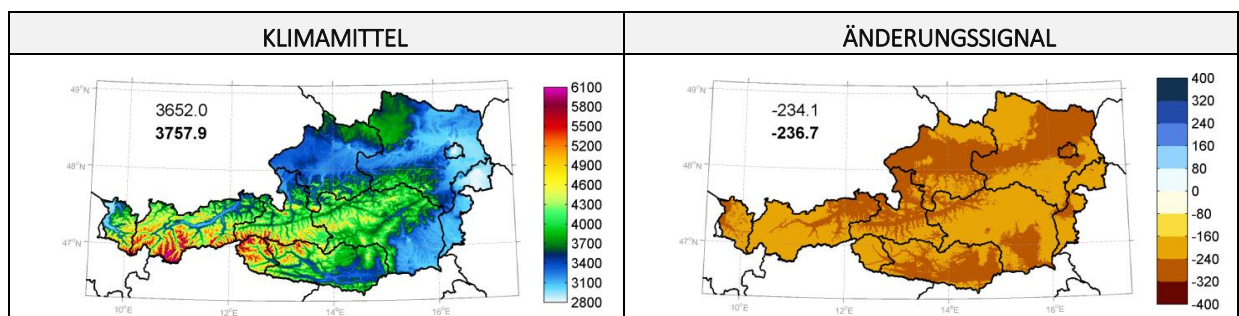 KLIMAMITTEL
ÄNDERUNGSSIGNAL
49°N
48°N
47°N
10°E
12°E
14°E
16°E
3652.0
3757.9
6100
5800
5500
5200
4900
4600
4300
4000
3700
3400
3100
2800
49°N
48°N
47°N
10°E
12°E
14°E
16°E
-234.1
-236.7
400
320
240
160
80
0
-80
-160
-240
-320
-400